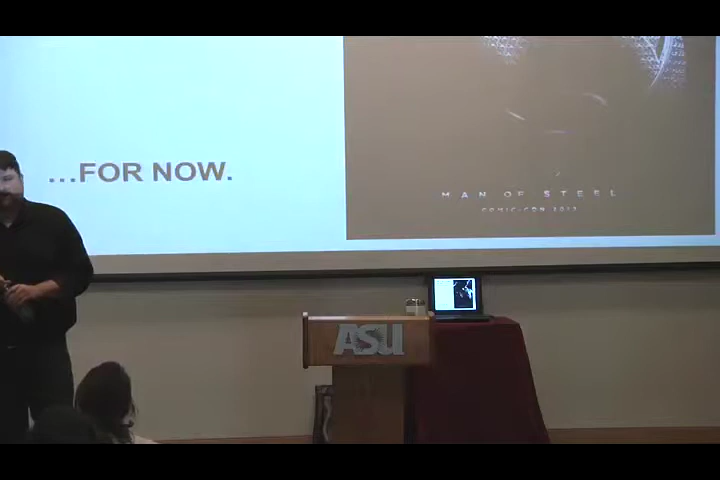 ...FOR NOW.
MAN OF STEEL
COMIC-CON 2012
ASU